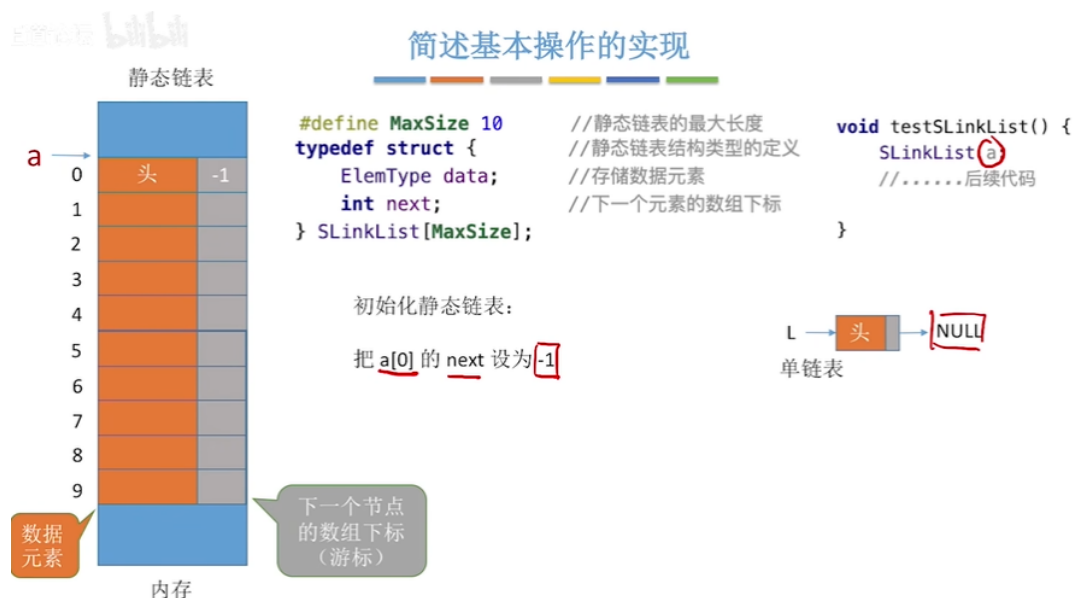 bilibili
简述基本操作的实现
静态链表
a
0 头 -1
1
2
3
4
5
6
7
8
9
数据
元素
下一个节点
的数组下标
（游标）
内存
#define MaxSize 10 //静态链表的最大长度
typedef struct { //静态链表结构类型的定义
ElemType data; //存储数据元素
int next; //下一个元素的数组下标
} SLinkList[MaxSize];
void testSLinkList() {
SLinkList a;
//......后续代码
}
初始化静态链表：
把 a[0] 的 next 设为 -1
L 头 NULL
单链表